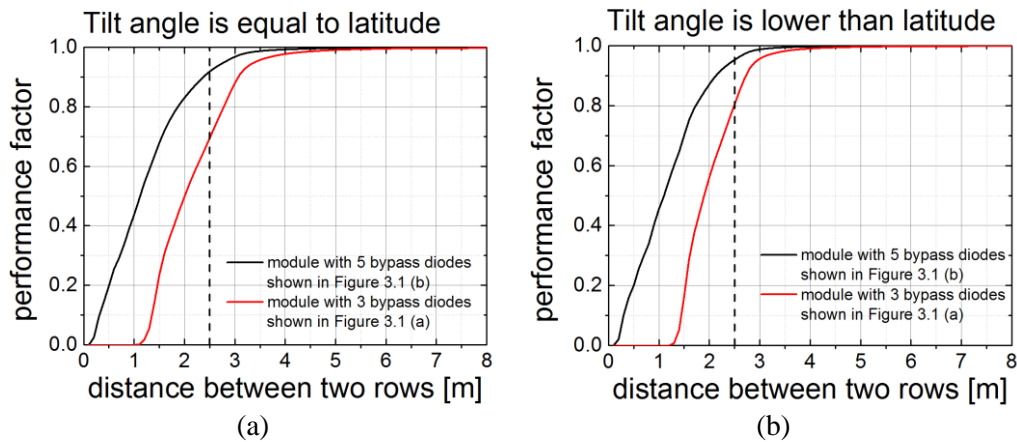 Tilt angle is equal to latitude
1.0
0.8
0.6
0.4
0.2
0.0
performance factor
module with 5 bypass diodes
shown in Figure 3.1 (b)
module with 3 bypass diodes
shown in Figure 3.1 (a)
0 1 2 3 4 5 6 7 8
distance between two rows [m]
(a)
Tilt angle is lower than latitude
1.0
0.8
0.6
0.4
0.2
0.0
performance factor
module with 5 bypass diodes
shown in Figure 3.1 (b)
module with 3 bypass diodes
shown in Figure 3.1 (a)
0 1 2 3 4 5 6 7 8
distance between two rows [m]
(b)